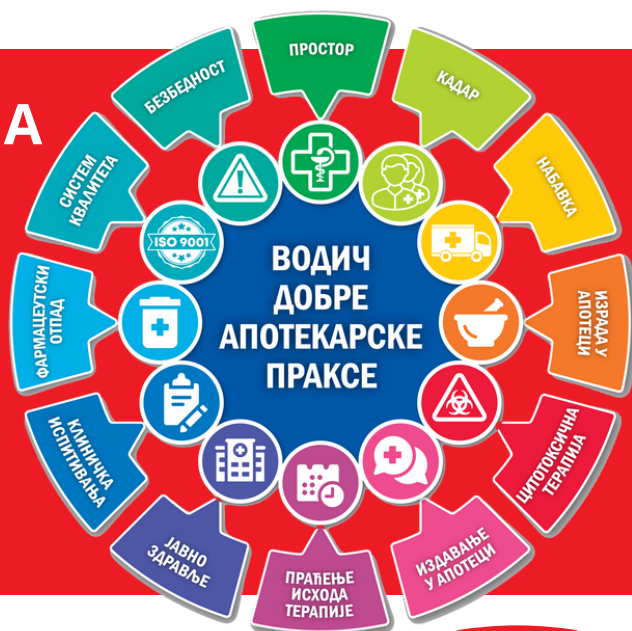 А
ПРОСТОР
КАДАР
НАБАВКА
ИЗРАДА У
АПОТЕЦИ
ЦИТОТОКСИЧНА
ТЕРАПИЈА
ИЗДАВАЊЕ
У АПОТЕЦИ
ПРАЋЕЊЕ
ИСХОДА
ТЕРАПИЈЕ
ЈАВНО
ЗДРАВЉЕ
КЛИНИЧКА
ИСПИТИВАЊА
ФАРМАЦЕУТСКИ
ОТПАД
СИСТЕМ
КВАЛИТЕТА
БЕЗБЕДНОСТ
ISO 9001
ВОДИЧ
ДОБРЕ
АПОТЕКАРСКЕ
ПРАКСЕ